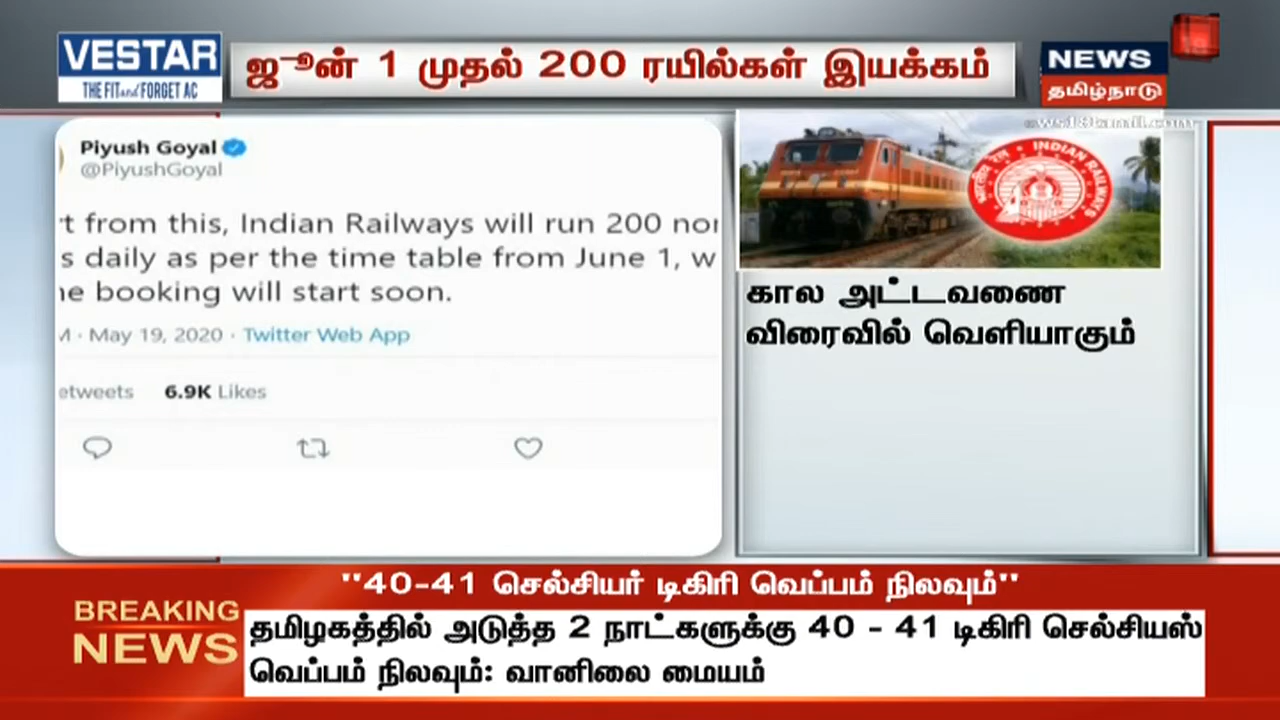 VESTAR
THE FIT and FORGET AC
ஜூன் 1 முதல் 200 ரயில்கள் இயக்கம்
NEWS
தமிழ்நாடு
Piyush Goyal
@PiyushGoyal
from this, Indian Railways will run 200
daily as per the time table from June 1,
booking will start soon.
· May 19, 2020 · Twitter Web App
6.9K Likes
INDIAN RAILWAYS
भारतीय रेल
கால அட்டவணை
விரைவில் வெளியாகும்
BREAKING
NEWS
"40-41 செல்சியர் டிகிரி வெப்பம் நிலவும்"
தமிழகத்தில் அடுத்த 2 நாட்களுக்கு 40 - 41 டிகிரி செல்சியஸ்
வெப்பம் நிலவும்: வானிலை மையம்